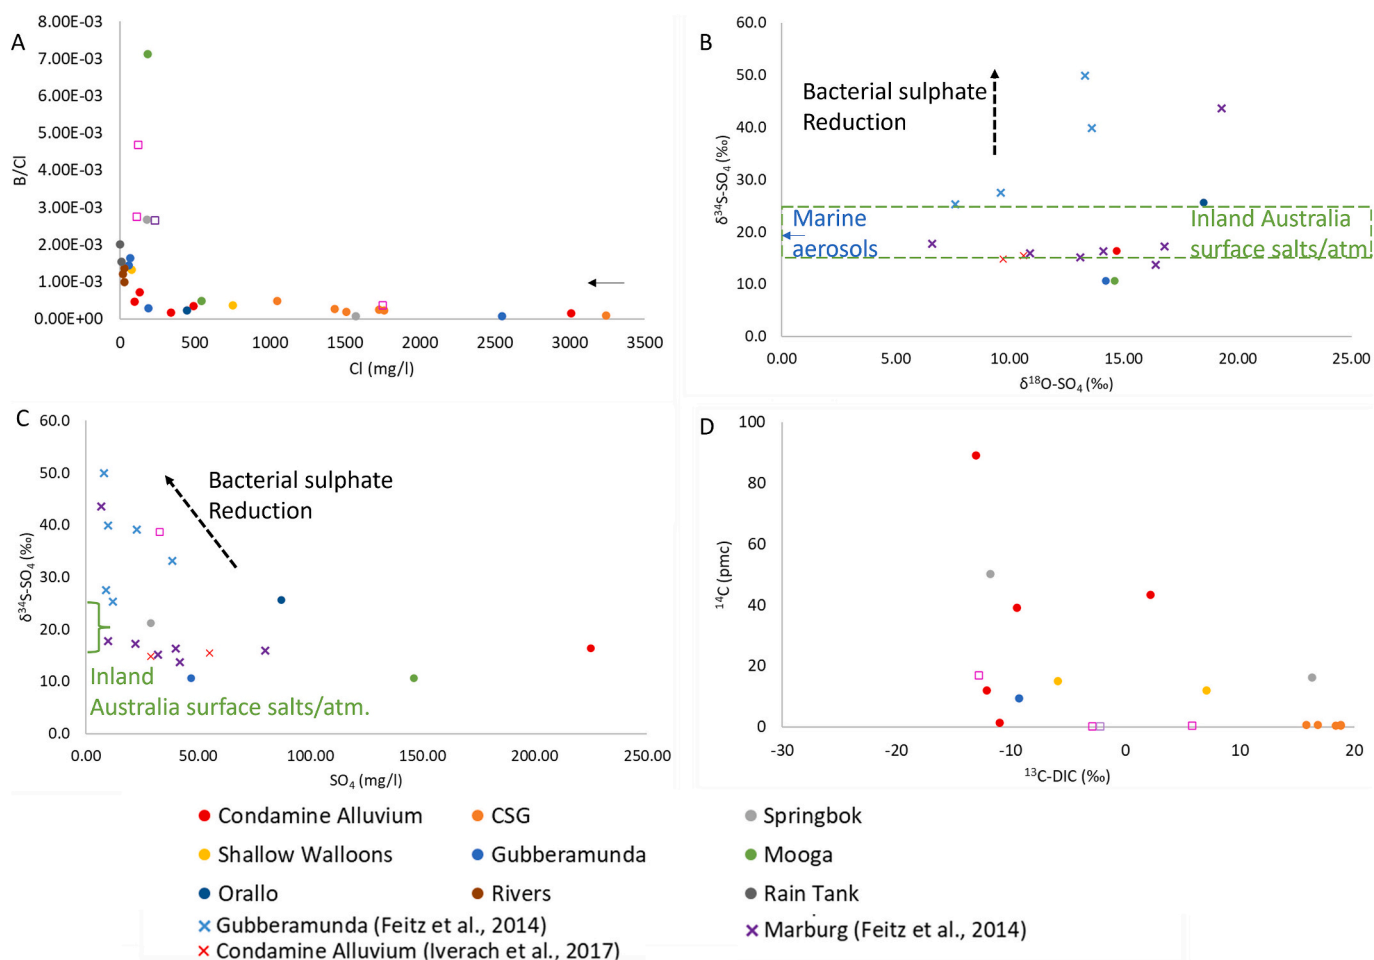 A
8.00E-03
7.00E-03
6.00E-03
5.00E-03
4.00E-03
3.00E-03
2.00E-03
1.00E-03
0.00E+00
B/Cl
0
500
1000
1500
2000
2500
3000
3500
Cl (mg/l)
B
60.0
50.0
40.0
30.0
20.0
10.0
0.0
δ³⁴S-SO₄ (‰)
Bacterial sulphate
Reduction
Marine
aerosols
Inland Australia
surface salts/atm
0.00
5.00
10.00
15.00
20.00
25.00
δ¹⁸O-SO₄ (‰)
C
60.0
50.0
40.0
30.0
20.0
10.0
0.0
δ³⁴S-SO₄ (‰)
Bacterial sulphate
Reduction
Inland
Australia surface salts/atm.
0.00
50.00
100.00
150.00
200.00
250.00
SO₄ (mg/l)
D
100
80
60
40
20
0
¹⁴C (pmc)
-30
-20
-10
0
10
20
¹³C-DIC (‰)
Condamine Alluvium
CSG
Springbok
Shallow Walloons
Gubberamunda
Mooga
Orallo
Rivers
Rain Tank
Gubberamunda (Feitz et al., 2014)
Marburg (Feitz et al., 2014)
Condamine Alluvium (Iverach et al., 2017)